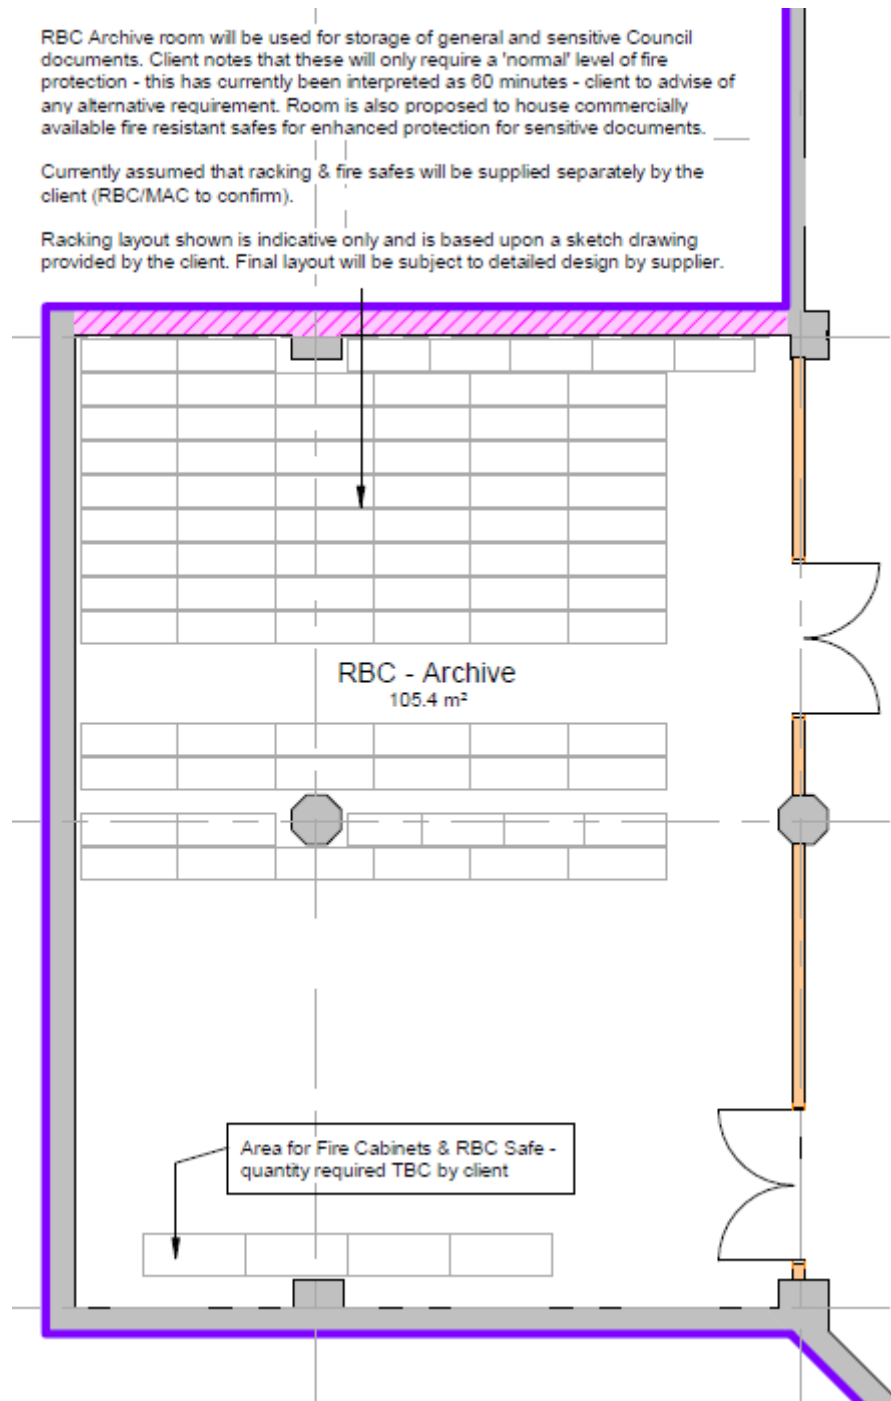 RBC Archive room will be used for storage of general and sensitive Council
documents. Client notes that these will only require a 'normal' level of fire
protection - this has currently been interpreted as 60 minutes - client to advise of
any alternative requirement. Room is also proposed to house commercially
available fire resistant safes for enhanced protection for sensitive documents.
Currently assumed that racking & fire safes will be supplied separately by the
client (RBC/MAC to confirm).
Racking layout shown is indicative only and is based upon a sketch drawing
provided by the client. Final layout will be subject to detailed design by supplier.
RBC - Archive
105.4 m²
Area for Fire Cabinets & RBC Safe -
quantity required TBC by client